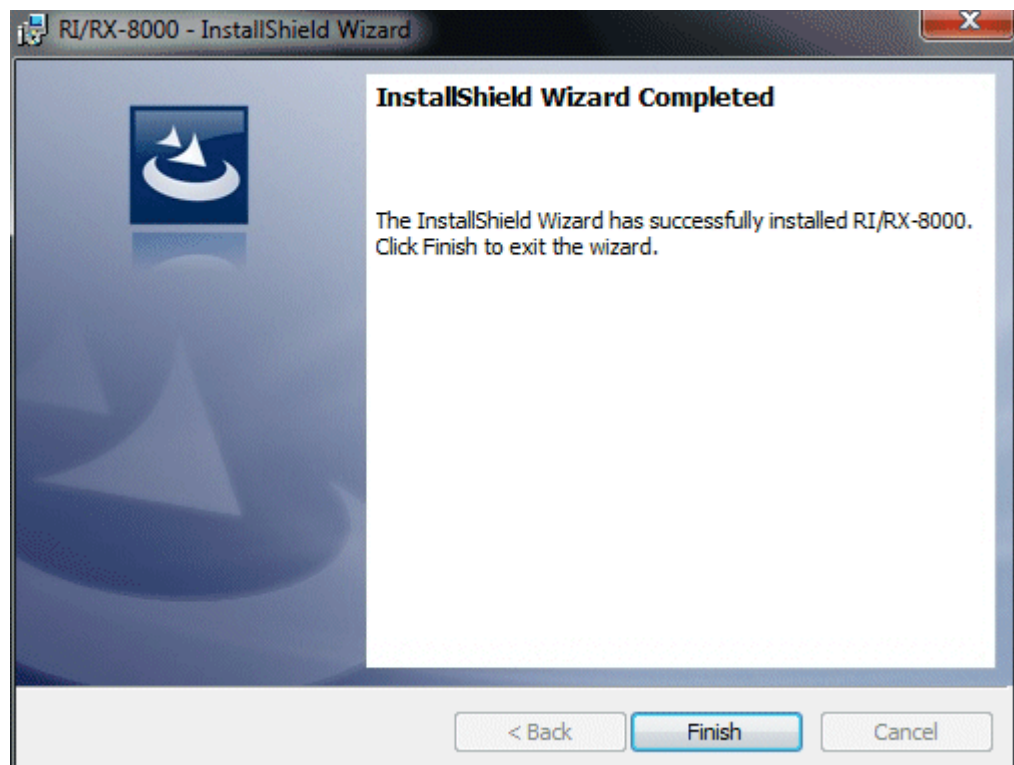 RI/RX-8000 - InstallShield Wizard
InstallShield Wizard Completed
The InstallShield Wizard has successfully installed RI/RX-8000.
Click Finish to exit the wizard.
< Back Finish Cancel